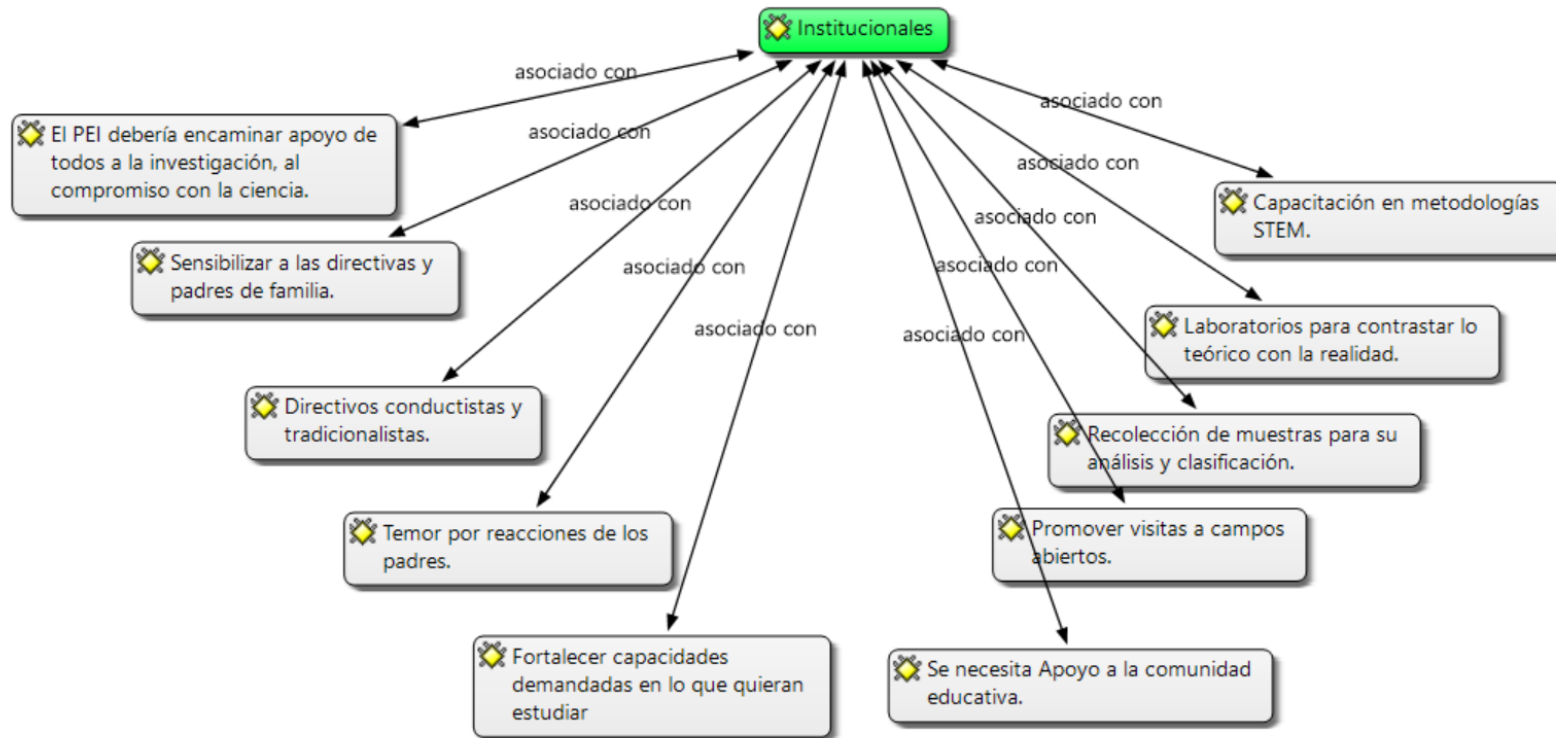 Institucionales
asociado con
asociado con
asociado con
asociado con
asociado con
asociado con
asociado con
asociado con
asociado con
asociado con
El PEI debería encaminar apoyo de
todos a la investigación, al
compromiso con la ciencia.
Sensibilizar a las directivas y
padres de familia.
Directivos conductistas y
tradicionalistas.
Temor por reacciones de los
padres.
Fortalecer capacidades
demandadas en lo que quieran
estudiar
Capacitación en metodologías
STEM.
Laboratorios para contrastar lo
teórico con la realidad.
Recolección de muestras para su
análisis y clasificación.
Promover visitas a campos
abiertos.
Se necesita Apoyo a la comunidad
educativa.